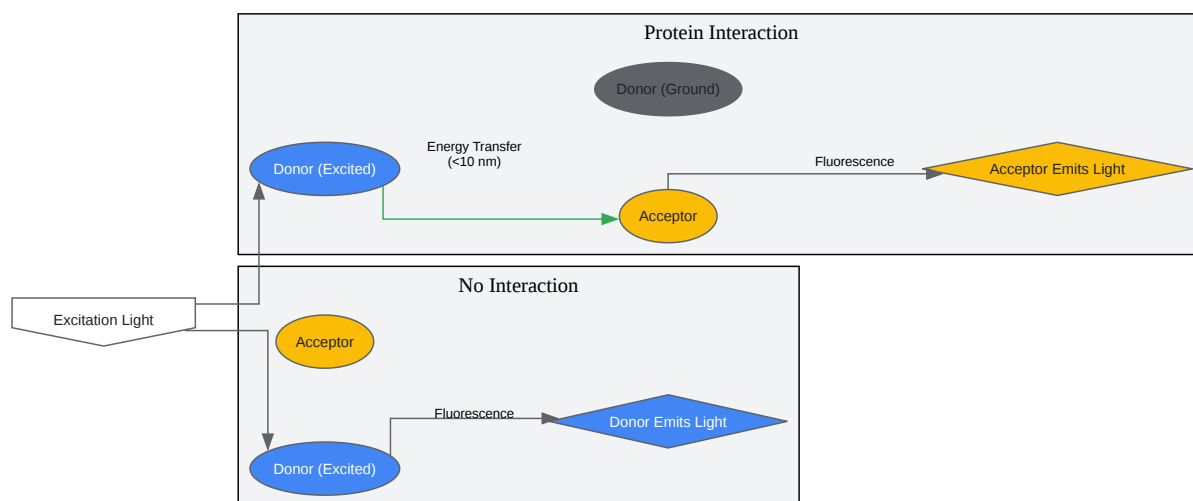 Protein Interaction
Donor (Ground)
Energy Transfer
(<10 nm)
Donor (Excited)
Fluorescence
Acceptor Emits Light
Acceptor
No Interaction
Excitation Light
Acceptor
Fluorescence
Donor Emits Light
Donor (Excited)